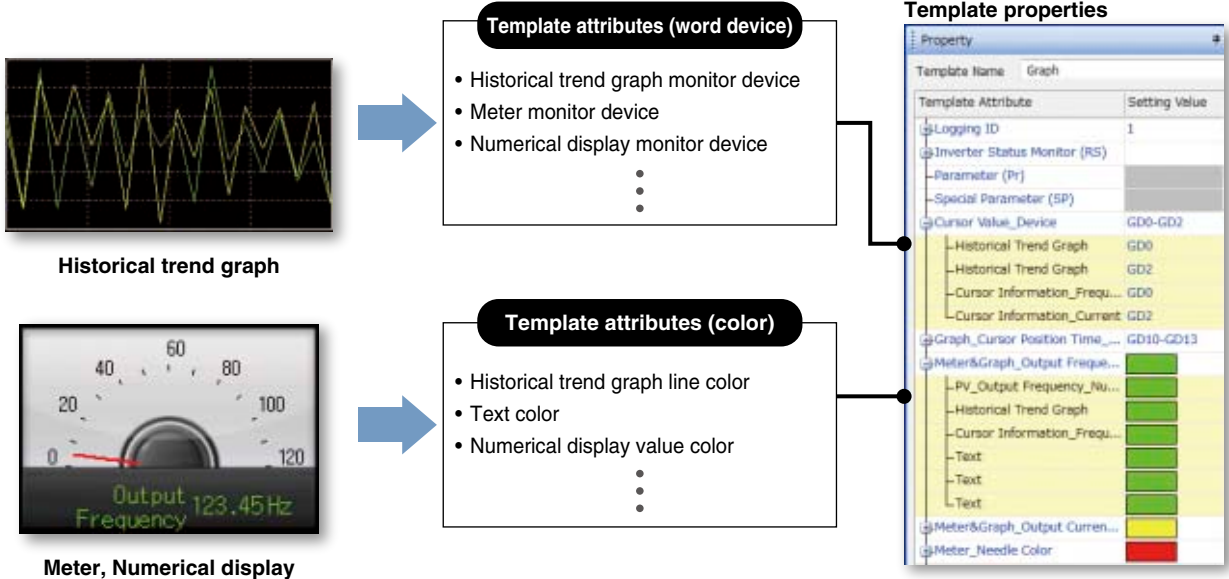 Historical trend graph
0
20
40
60
80
100
120
Output
Frequency
123.45Hz
Meter, Numerical display
Template attributes (word device)
• Historical trend graph monitor device
• Meter monitor device
• Numerical display monitor device
Template attributes (color)
• Historical trend graph line color
• Text color
• Numerical display value color
Template properties
Property
Template Name Graph
Template Attribute Setting Value
Logging ID 1
Inverter Status Monitor (RS)
Parameter (Pr)
Special Parameter (SP)
Cursor Value_Device GD0-GD2
Historical Trend Graph GD0
Historical Trend Graph GD2
Cursor Information_Frequ... GD0
Cursor Information_Current GD2
Graph_Cursor Position Time_... GD10-GD13
Meter&Graph_Output Freque...
PV_Output Frequency_Nu...
Historical Trend Graph
Cursor Information_Frequ...
Text
Text
Text
Meter&Graph_Output Curren...
Meter_Needle Color